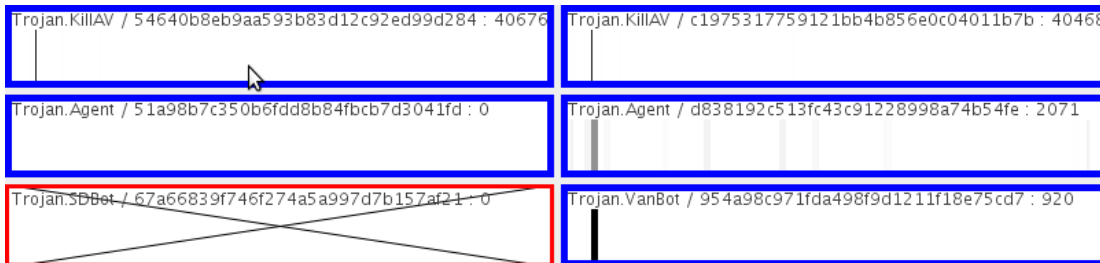 Trojan.KillAV / 54640b8eb9aa593b83d12c92ed99d284 : 40676
Trojan.KillAV / c1975317759121bb4b856e0c04011b7b : 40468
Trojan.Agent / 51a98b7c350b6fdd8b84fbcb7d3041fd : 0
Trojan.Agent / d838192c513fc43c91228998a74b54fe : 2071
Trojan.SDBot / 67a66839f746f274a5a997d7b157af21 : 0
Trojan.VanBot / 954a98c971fda498f9d1211f18e75cd7 : 920